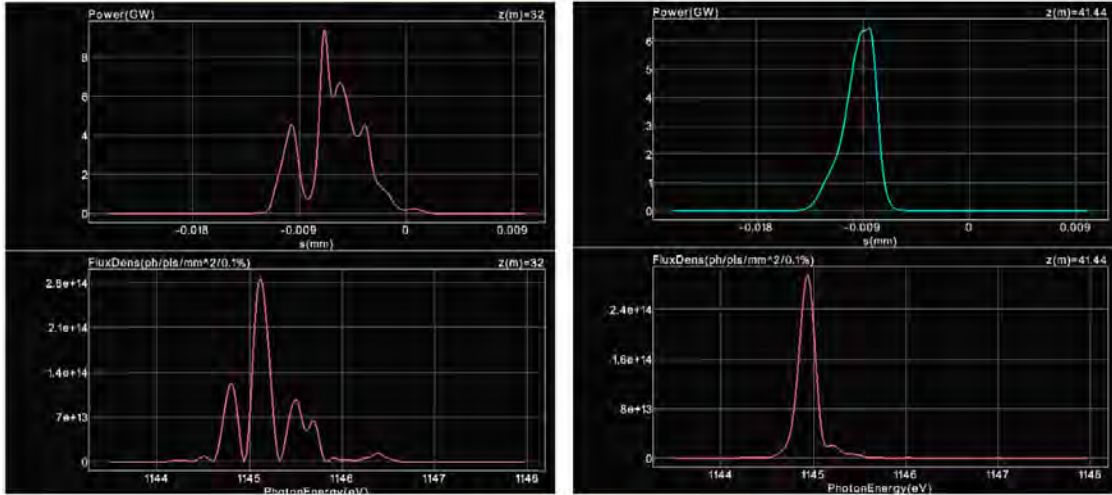 Power(GW) z(m)=32
8
6
4
2
0
-0.018 -0.009 0 0.009
s(mm)
FluxDens(ph/pls/mm^2/0.1%) z(m)=32
2.8e+14
2.1e+14
1.4e+14
7e+13
0
1144 1145 1146 1147 1148
PhotonEnergy(eV)
Power(GW) z(m)=41.44
6
5
4
3
2
1
0
-0.018 -0.009 0 0.009
s(mm)
FluxDens(ph/pls/mm^2/0.1%) z(m)=41.44
2.4e+14
1.6e+14
8e+13
0
1144 1145 1146 1147 1148
PhotonEnergy(eV)